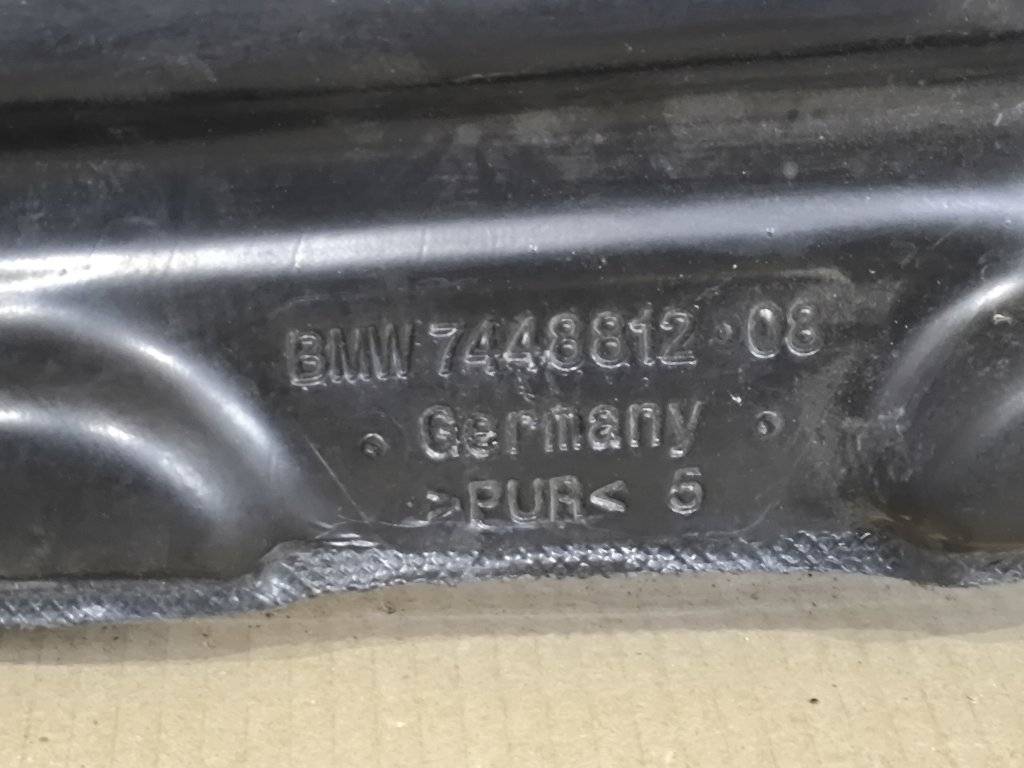 BMW 7448812 · 08
· Germany ·
>PUR< 5